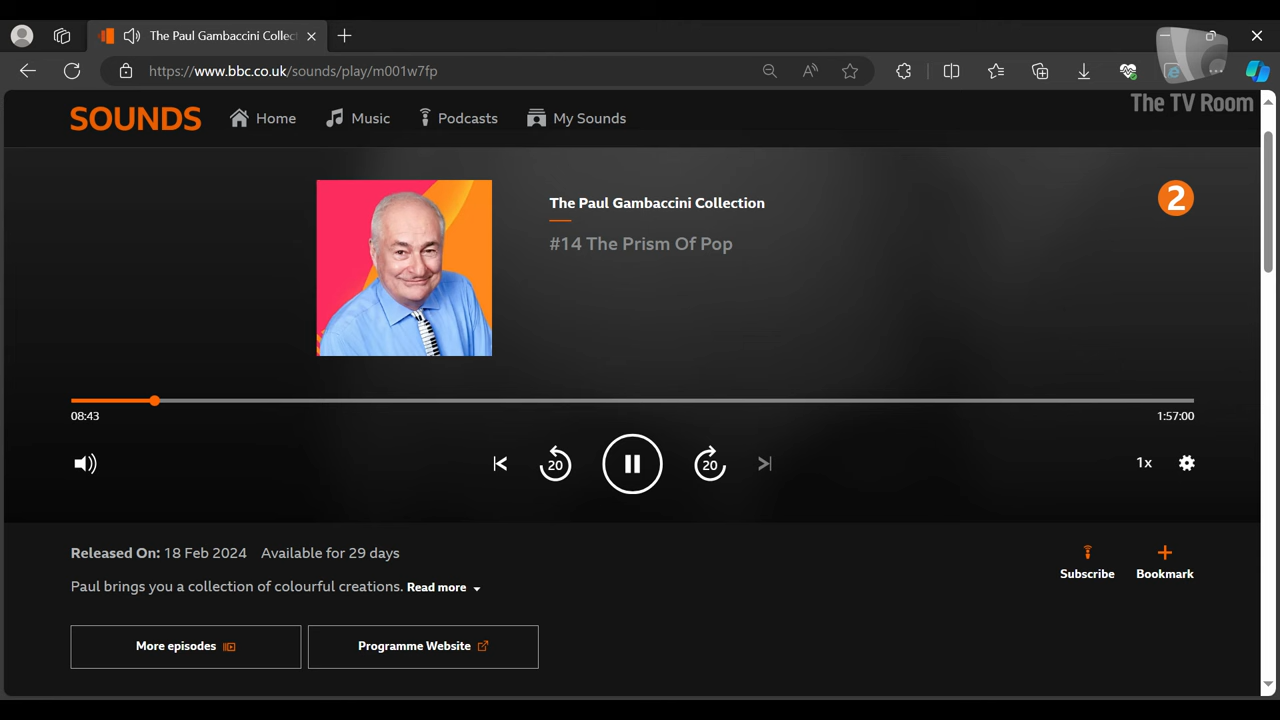 The Paul Gambaccini Collec
https://www.bbc.co.uk/sounds/play/m001w7fp
The TV Room
SOUNDS
Home
Music
Podcasts
My Sounds
The Paul Gambaccini Collection
2
#14 The Prism Of Pop
08:43
1:57:00
20
20
1x
Released On: 18 Feb 2024 Available for 29 days
Subscribe
Bookmark
Paul brings you a collection of colourful creations. Read more
More episodes
Programme Website